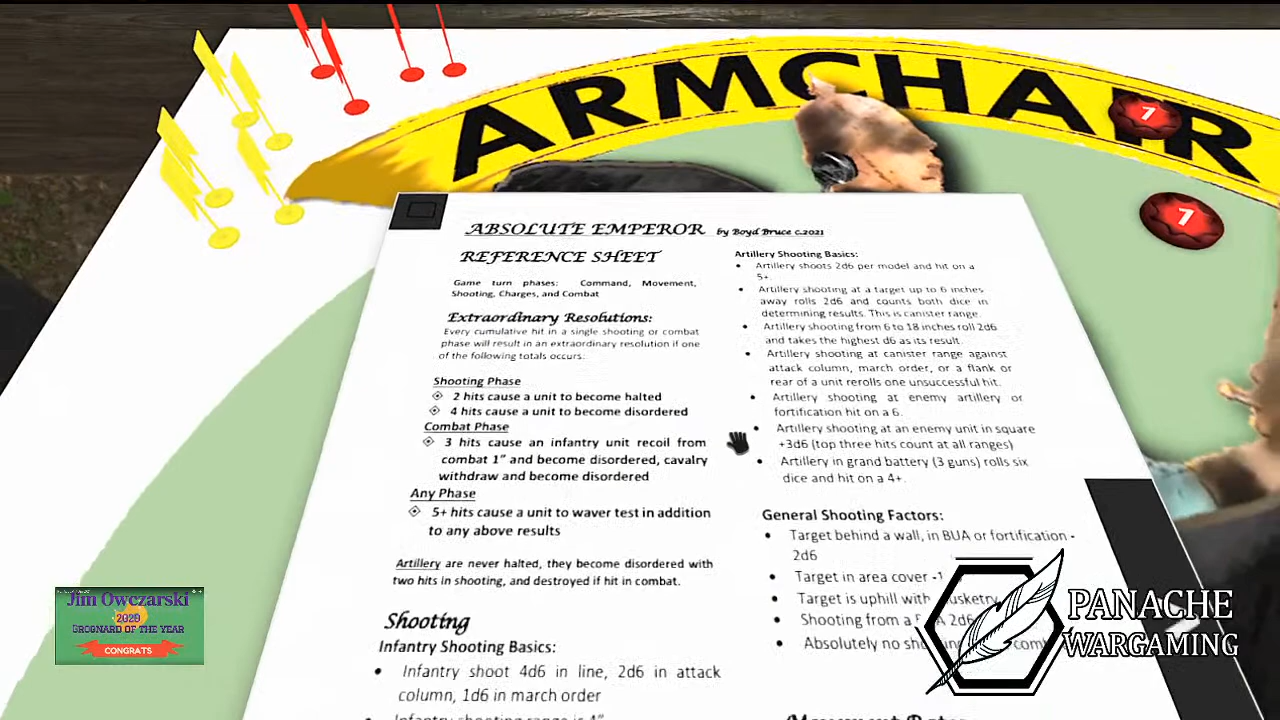 ARMCHAIR
1
1
ABSOLUTE EMPEROR by Boyd Bruce c.2021
REFERENCE SHEET
Game turn phases: Command, Movement,
Shooting, Charges, and Combat
Extraordinary Resolutions:
Every cumulative hit in a single shooting or combat
phase will result in an extraordinary resolution if one
of the following totals occurs:
Shooting Phase
2 hits cause a unit to become halted
4 hits cause a unit to become disordered
Combat Phase
3 hits cause an infantry unit recoil from
combat 1" and become disordered, cavalry
withdraw and become disordered
Any Phase
5+ hits cause a unit to waver test in addition
to any above results
Artillery are never halted, they become disordered with
two hits in shooting, and destroyed if hit in combat.
Shooting
Infantry Shooting Basics:
• Infantry shoot 4d6 in line, 2d6 in attack
column, 1d6 in march order
• Infantry shooting range is 4"
Artillery Shooting Basics:
• Artillery shoots 2d6 per model and hit on a
5+.
• Artillery shooting at a target up to 6 inches
away rolls 2d6 and counts both dice in
determining results. This is canister range.
• Artillery shooting from 6 to 18 inches roll 2d6
and takes the highest d6 as its result.
• Artillery shooting at canister range against
attack column, march order, or a flank or
rear of a unit rerolls one unsuccessful hit.
• Artillery shooting at enemy artillery or
fortification hit on a 6.
• Artillery shooting at an enemy unit in square
+3d6 (top three hits count at all ranges)
• Artillery in grand battery (3 guns) rolls six
dice and hit on a 4+.
General Shooting Factors:
• Target behind a wall, in BUA or fortification -
2d6
• Target in area cover -1
• Target is uphill with
• Shooting from a 2d6
• Absolutely no
Jim Owczarski
2020
GROGNARD OF THE YEAR
CONGRATS
PANACHE
WARGAMING